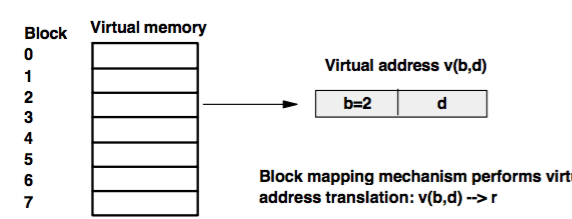 Block Virtual memory
0
1
2
3
4
5
6
7
Virtual address v(b,d)
b=2 d
Block mapping mechanism performs
address translation: v(b,d) --> r